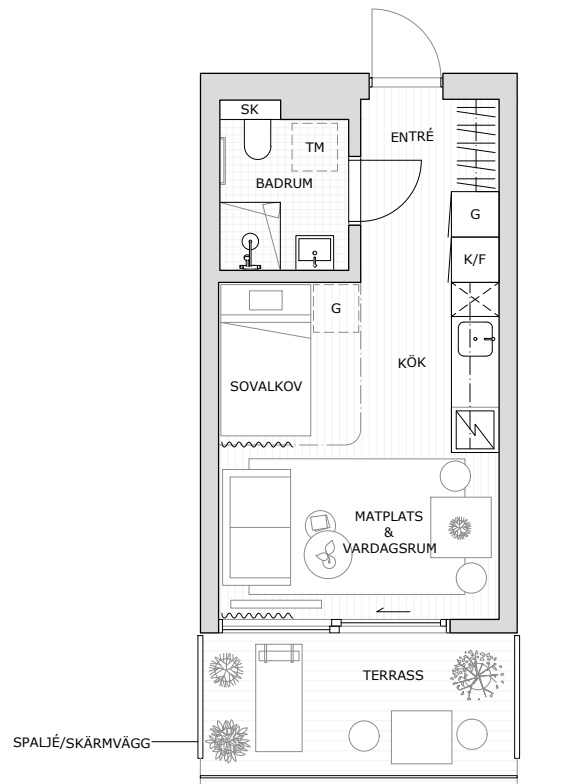 SK
TM
ENTRÉ
BADRUM
G
K/F
G
KÖK
SOVALKOV
MATPLATS
&
VARDAGSRUM
TERRASS
SPALJÉ/SKÄRMVÄGG